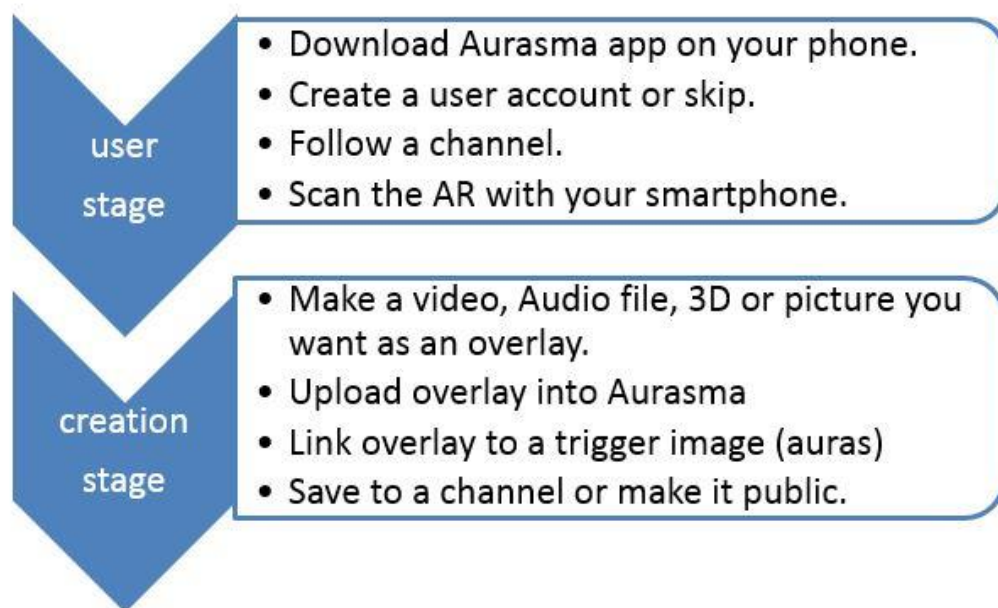 user
stage
• Download Aurasma app on your phone.
• Create a user account or skip.
• Follow a channel.
• Scan the AR with your smartphone.
creation
stage
• Make a video, Audio file, 3D or picture you
want as an overlay.
• Upload overlay into Aurasma
• Link overlay to a trigger image (auras)
• Save to a channel or make it public.